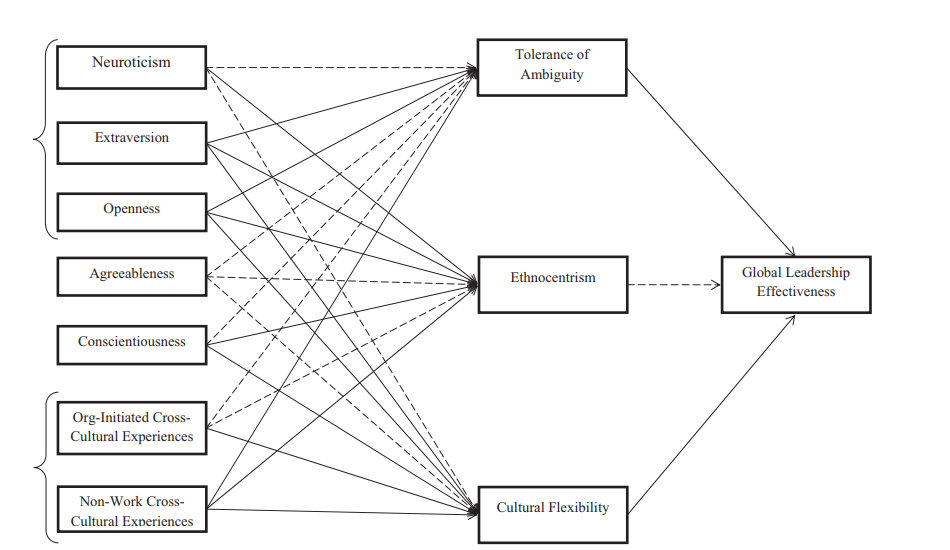 Neuroticism
Extraversion
Openness
Agreeableness
Conscientiousness
Org-Initiated Cross-
Cultural Experiences
Non-Work Cross-
Cultural Experiences
Tolerance of
Ambiguity
Ethnocentrism
Cultural Flexibility
Global Leadership
Effectiveness